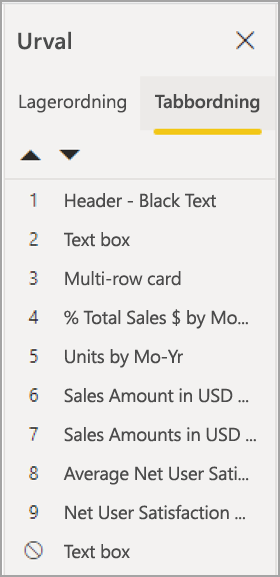 Urval
Lagerordning Tabbordning
1 Header - Black Text
2 Text box
3 Multi-row card
4 % Total Sales $ by Mo...
5 Units by Mo-Yr
6 Sales Amount in USD ...
7 Sales Amounts in USD ...
8 Average Net User Sati...
9 Net User Satisfaction ...
Text box